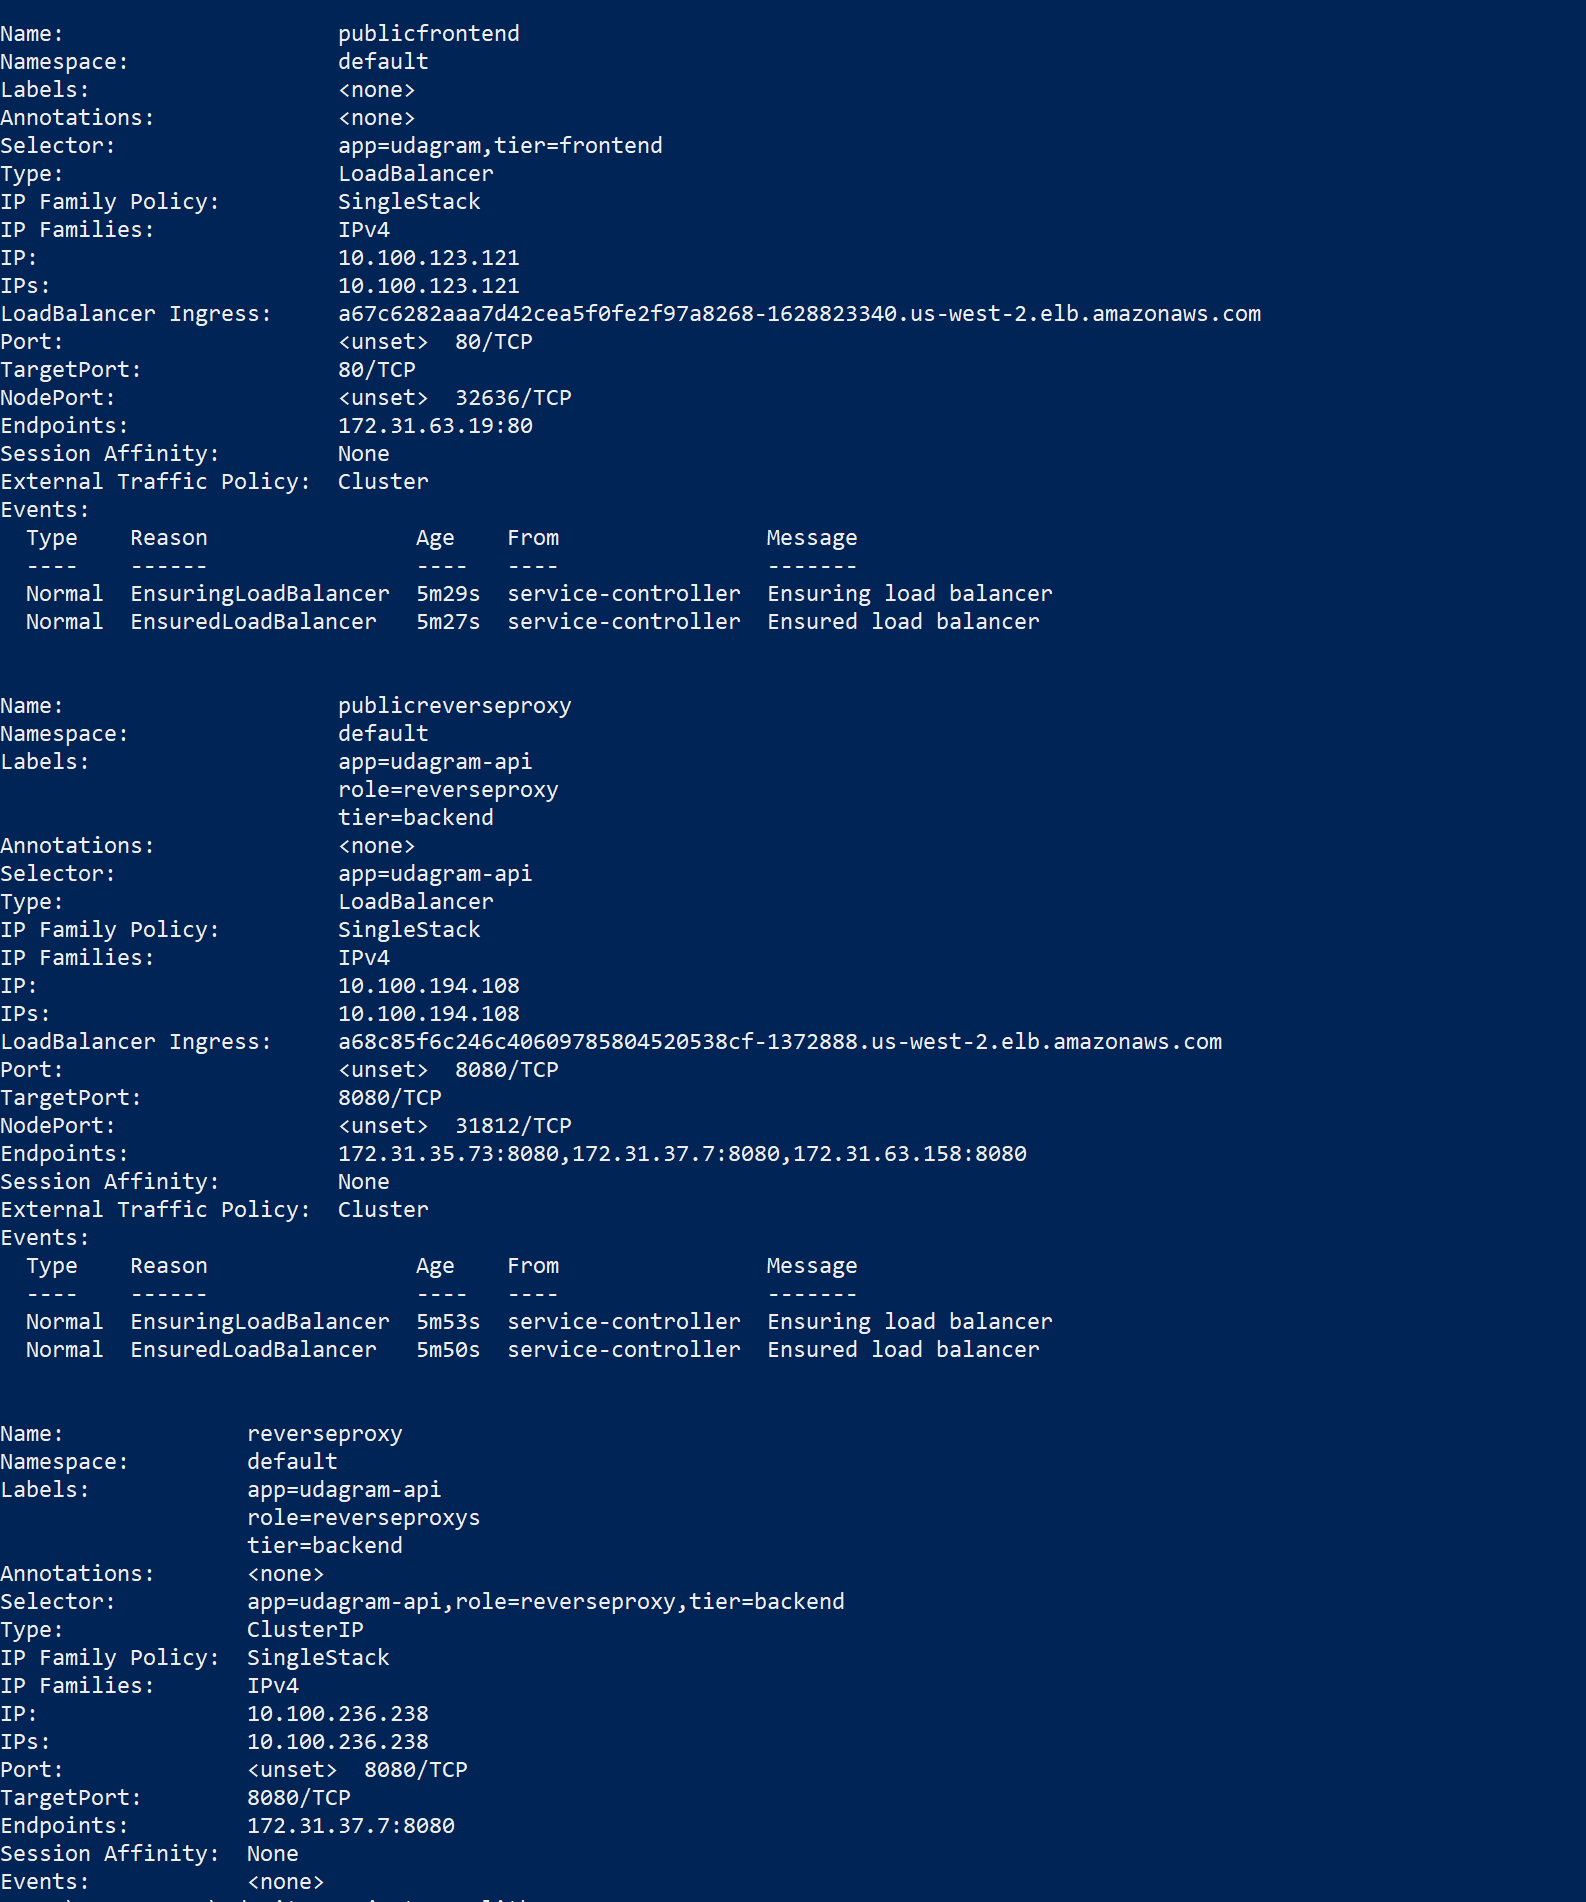 Name:                     publicfrontend
Namespace:                default
Labels:                   <none>
Annotations:              <none>
Selector:                 app=udagram,tier=frontend
Type:                     LoadBalancer
IP Family Policy:         SingleStack
IP Families:              IPv4
IP:                       10.100.123.121
IPs:                      10.100.123.121
LoadBalancer Ingress:     a67c6282aaa7d42cea5f0fe2f97a8268-1628823340.us-west-2.elb.amazonaws.com
Port:                     <unset>  80/TCP
TargetPort:               80/TCP
NodePort:                 <unset>  32636/TCP
Endpoints:                172.31.63.19:80
Session Affinity:         None
External Traffic Policy:  Cluster
Events:
  Type    Reason                Age   From                Message
  ----    ------                ----  ----                -------
  Normal  EnsuringLoadBalancer  5m29s  service-controller  Ensuring load balancer
  Normal  EnsuredLoadBalancer   5m27s  service-controller  Ensured load balancer
Name:                     publicreverseproxy
Namespace:                default
Labels:                   app=udagram-api
                          role=reverseproxy
                          tier=backend
Annotations:              <none>
Selector:                 app=udagram-api
Type:                     LoadBalancer
IP Family Policy:         SingleStack
IP Families:              IPv4
IP:                       10.100.194.108
IPs:                      10.100.194.108
LoadBalancer Ingress:     a68c85f6c246c40609785804520538cf-1372888.us-west-2.elb.amazonaws.com
Port:                     <unset>  8080/TCP
TargetPort:               8080/TCP
NodePort:                 <unset>  31812/TCP
Endpoints:                172.31.35.73:8080,172.31.37.7:8080,172.31.63.158:8080
Session Affinity:         None
External Traffic Policy:  Cluster
Events:
  Type    Reason                Age   From                Message
  ----    ------                ----  ----                -------
  Normal  EnsuringLoadBalancer  5m53s  service-controller  Ensuring load balancer
  Normal  EnsuredLoadBalancer   5m50s  service-controller  Ensured load balancer
Name:              reverseproxy
Namespace:         default
Labels:            app=udagram-api
                   role=reverseproxys
                   tier=backend
Annotations:       <none>
Selector:          app=udagram-api,role=reverseproxy,tier=backend
Type:              ClusterIP
IP Family Policy:  SingleStack
IP Families:       IPv4
IP:                10.100.236.238
IPs:               10.100.236.238
Port:              <unset>  8080/TCP
TargetPort:        8080/TCP
Endpoints:         172.31.37.7:8080
Session Affinity:  None
Events:            <none>